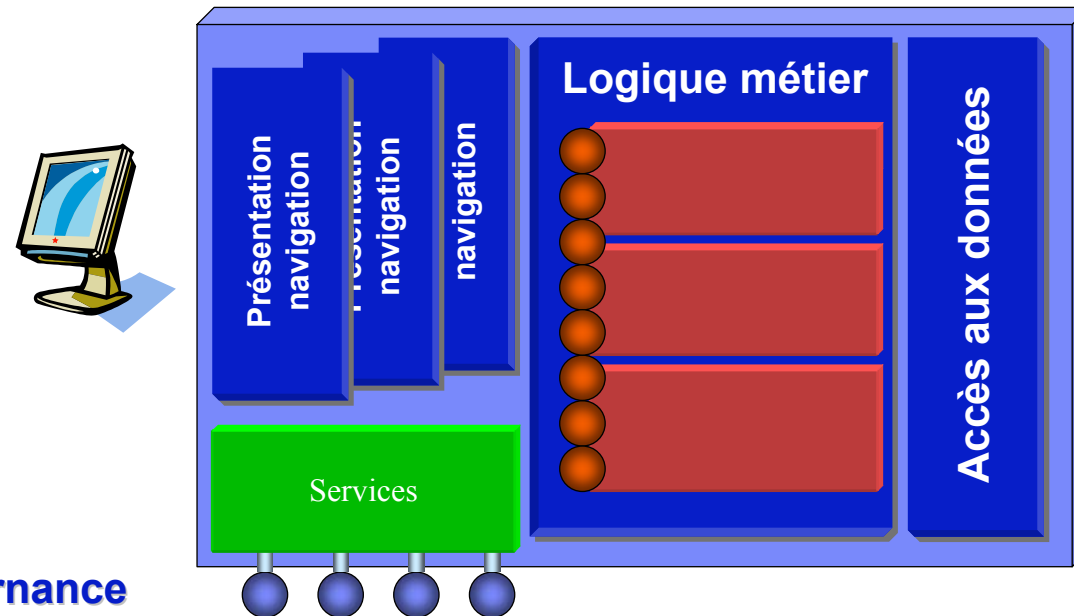 Présentation
navigation
navigation
navigation
Logique métier
Accès aux données
Services
rnance